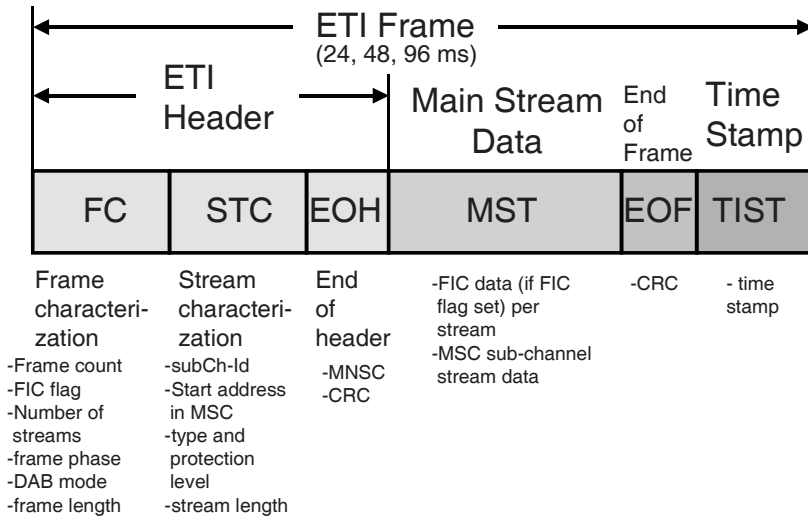 ETI Frame
(24, 48, 96 ms)
ETI
Header
Main Stream
Data
End
of
Frame
Time
Stamp
FC
STC
EOH
MST
EOF
TIST
Frame
characteri-
zation
-Frame count
-FIC flag
-Number of
streams
-frame phase
-DAB mode
-frame length
Stream
characteri-
zation
-subCh-Id
-Start address
in MSC
-type and
protection
level
-stream length
End
of
header
-MNSC
-CRC
-FIC data (if FIC
flag set) per
stream
-MSC sub-channel
stream data
-CRC
- time
stamp